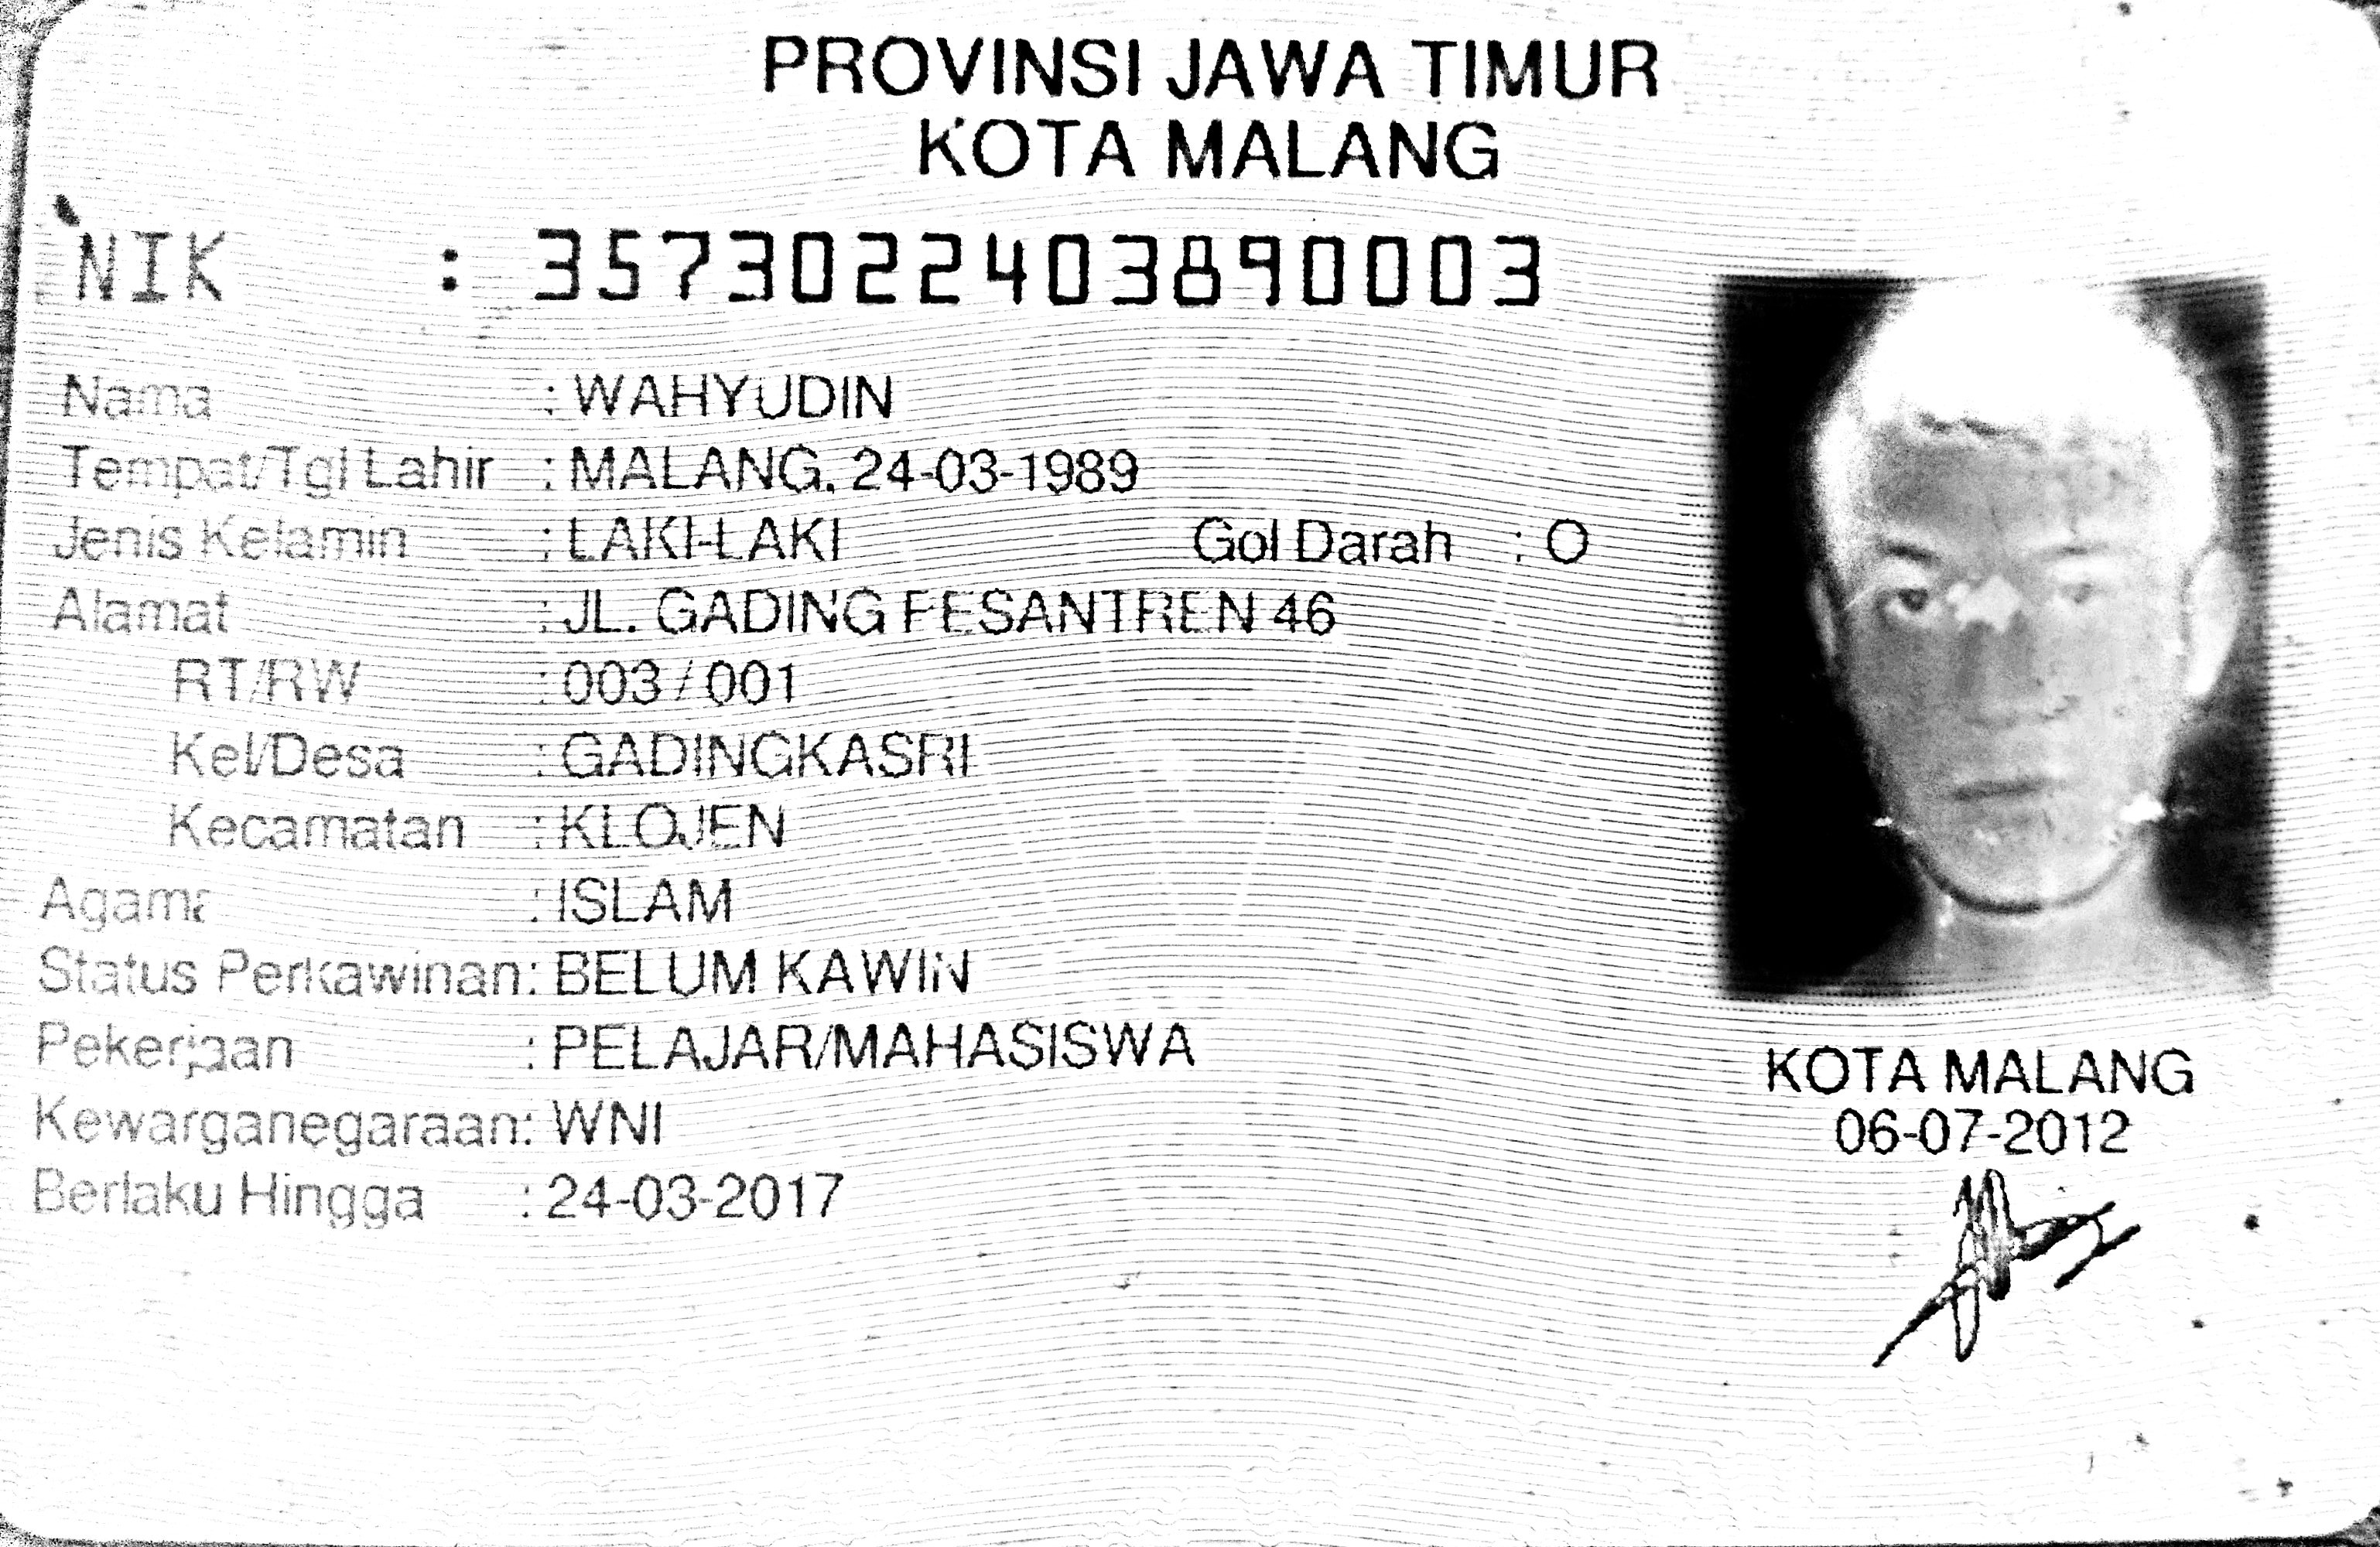 PROVINSI JAWA TIMUR
KOTA MALANG
NIK : 3573022403890003
Nama : WAHYUDIN
Tempat/Tgl Lahir : MALANG, 24-03-1989
Jenis Kelamin : LAKI-LAKI Gol Darah : O
Alamat : JL. GADING PESANTREN 46
RT/RW : 003 / 001
Kel/Desa : GADINGKASRI
Kecamatan : KLOJEN
Agama : ISLAM
Status Perkawinan: BELUM KAWIN
Pekerjaan : PELAJAR/MAHASISWA
Kewarganegaraan: WNI
Berlaku Hingga : 24-03-2017
KOTA MALANG
06-07-2012